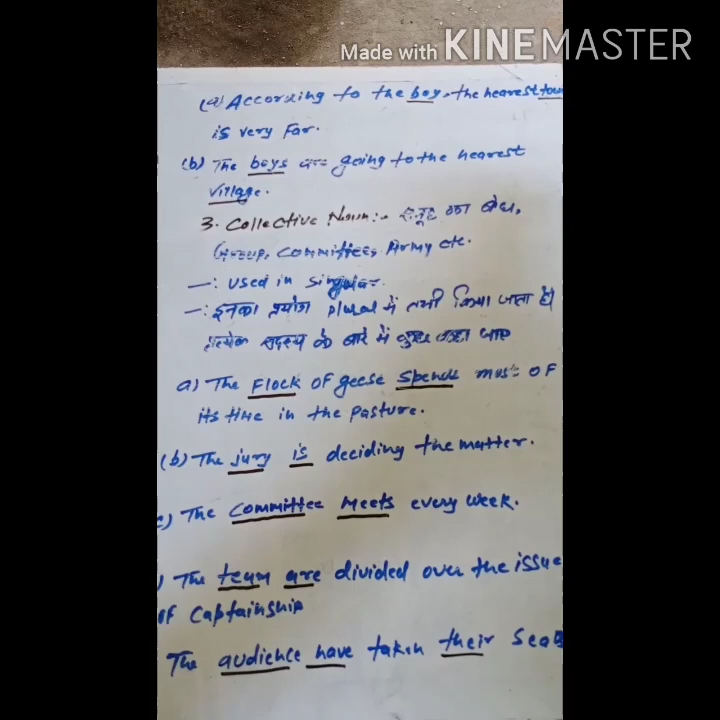 Made with KINEMASTER
(a) According to the boy, the nearest tow
is very far.
(b) The boys are going to the nearest
village.
3. Collective Noun:- समूह का बोध,
Group, Committee, Army etc.
—: Used in Singular
—: इनका प्रयोग plural में तभी किया जाता है।
प्रत्येक सदस्य के बारे में कुछ कहा जाए
a) The Flock of geese spends most of
its time in the pasture.
(b) The jury is deciding the matter.
c) The committee meets every week.
) The team are divided over the issue
of captainship
The audience have taken their seats